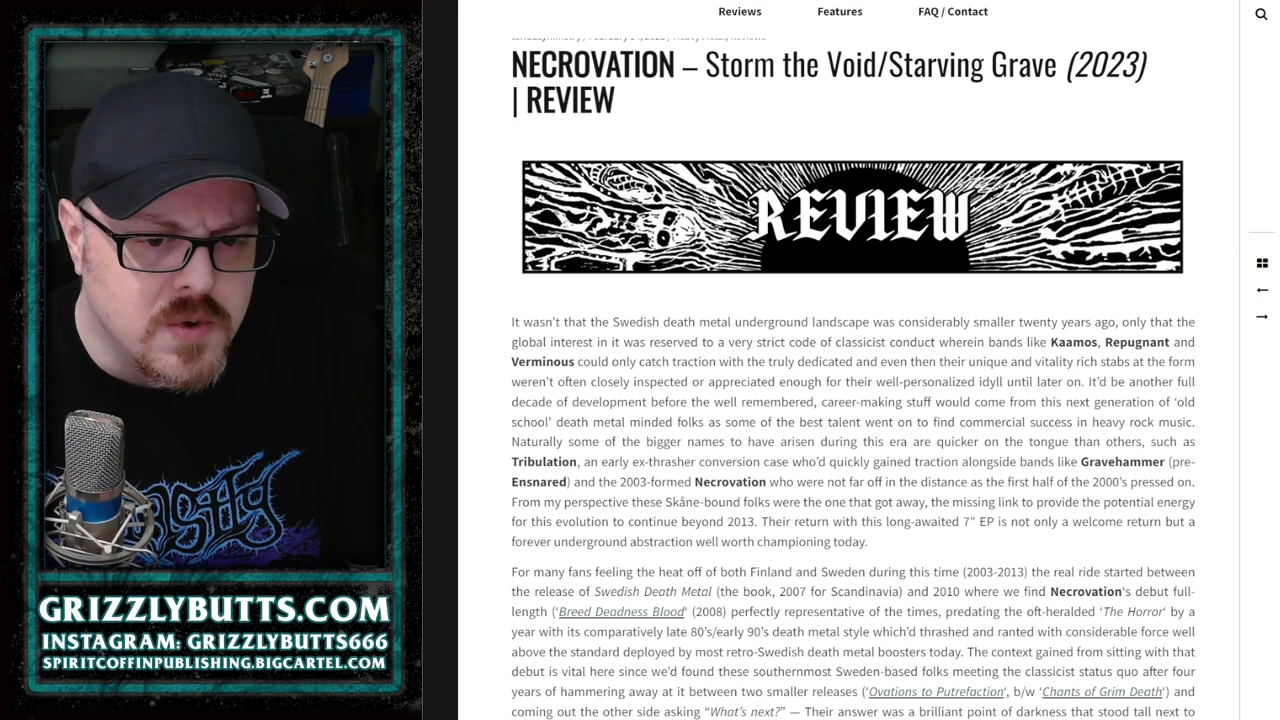 Reviews Features FAQ / Contact
NECROVATION – Storm the Void/Starving Grave (2023)
| REVIEW
REVIEW
It wasn't that the Swedish death metal underground landscape was considerably smaller twenty years ago, only that the
global interest in it was reserved to a very strict code of classicist conduct wherein bands like Kaamos, Repugnant and
Verminous could only catch traction with the truly dedicated and even then their unique and vitality rich stabs at the form
weren't often closely inspected or appreciated enough for their well-personalized idyll until later on. It'd be another full
decade of development before the well remembered, career-making stuff would come from this next generation of 'old
school' death metal minded folks as some of the best talent went on to find commercial success in heavy rock music.
Naturally some of the bigger names to have arisen during this era are quicker on the tongue than others, such as
Tribulation, an early ex-thrasher conversion case who'd quickly gained traction alongside bands like Gravehammer (pre-
Ensnared) and the 2003-formed Necrovation who were not far off in the distance as the first half of the 2000's pressed on.
From my perspective these Skåne-bound folks were the one that got away, the missing link to provide the potential energy
for this evolution to continue beyond 2013. Their return with this long-awaited 7″ EP is not only a welcome return but a
forever underground abstraction well worth championing today.
For many fans feeling the heat off of both Finland and Sweden during this time (2003-2013) the real ride started between
the release of Swedish Death Metal (the book, 2007 for Scandinavia) and 2010 where we find Necrovation's debut full-
length ('Breed Deadness Blood' (2008) perfectly representative of the times, predating the oft-heralded 'The Horror' by a
year with its comparatively late 80's/early 90's death metal style which'd thrashed and ranted with considerable force well
above the standard deployed by most retro-Swedish death metal boosters today. The context gained from sitting with that
debut is vital here since we'd found these southernmost Sweden-based folks meeting the classicist status quo after four
years of hammering away at it between two smaller releases ('Ovations to Putrefaction', b/w 'Chants of Grim Death') and
coming out the other side asking "What's next?" — Their answer was a brilliant point of darkness that stood tall next to
GRIZZLYBUTTS.COM
INSTAGRAM: GRIZZLYBUTTS666
SPIRITCOFFINPUBLISHING.BIGCARTEL.COM